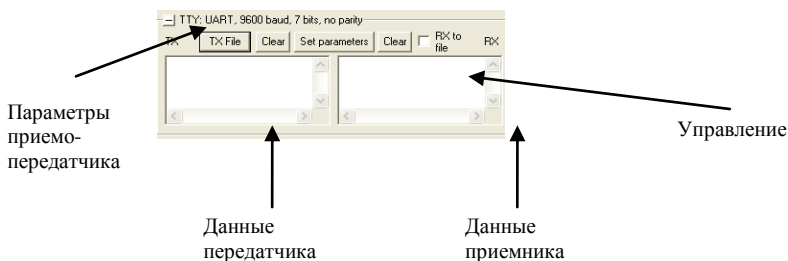 TTY: UART, 9600 baud, 7 bits, no parity
TX TX File Clear Set parameters Clear RX to file RX
Параметры
приемо-
передатчика
Управление
Данные
передатчика
Данные
приемника